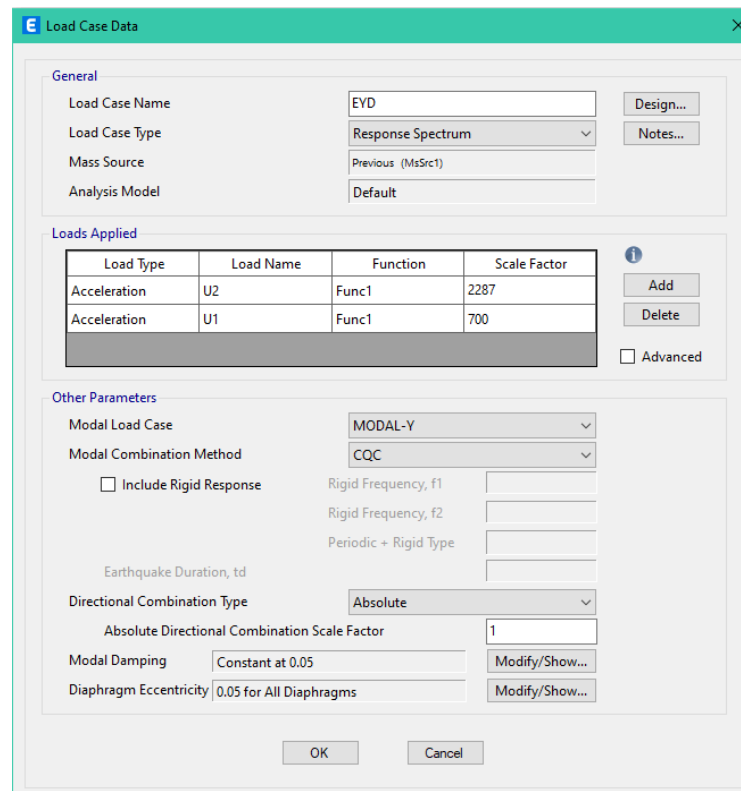 E Load Case Data
General
Load Case Name EYD Design...
Load Case Type Response Spectrum Notes...
Mass Source Previous (MsSrc1)
Analysis Model Default
Loads Applied
Load Type Load Name Function Scale Factor
Acceleration U2 Func1 2287 Add
Acceleration U1 Func1 700 Delete
Advanced
Other Parameters
Modal Load Case MODAL-Y
Modal Combination Method CQC
Include Rigid Response Rigid Frequency, f1
Rigid Frequency, f2
Periodic + Rigid Type
Earthquake Duration, td
Directional Combination Type Absolute
Absolute Directional Combination Scale Factor 1
Modal Damping Constant at 0.05 Modify/Show...
Diaphragm Eccentricity 0.05 for All Diaphragms Modify/Show...
OK Cancel